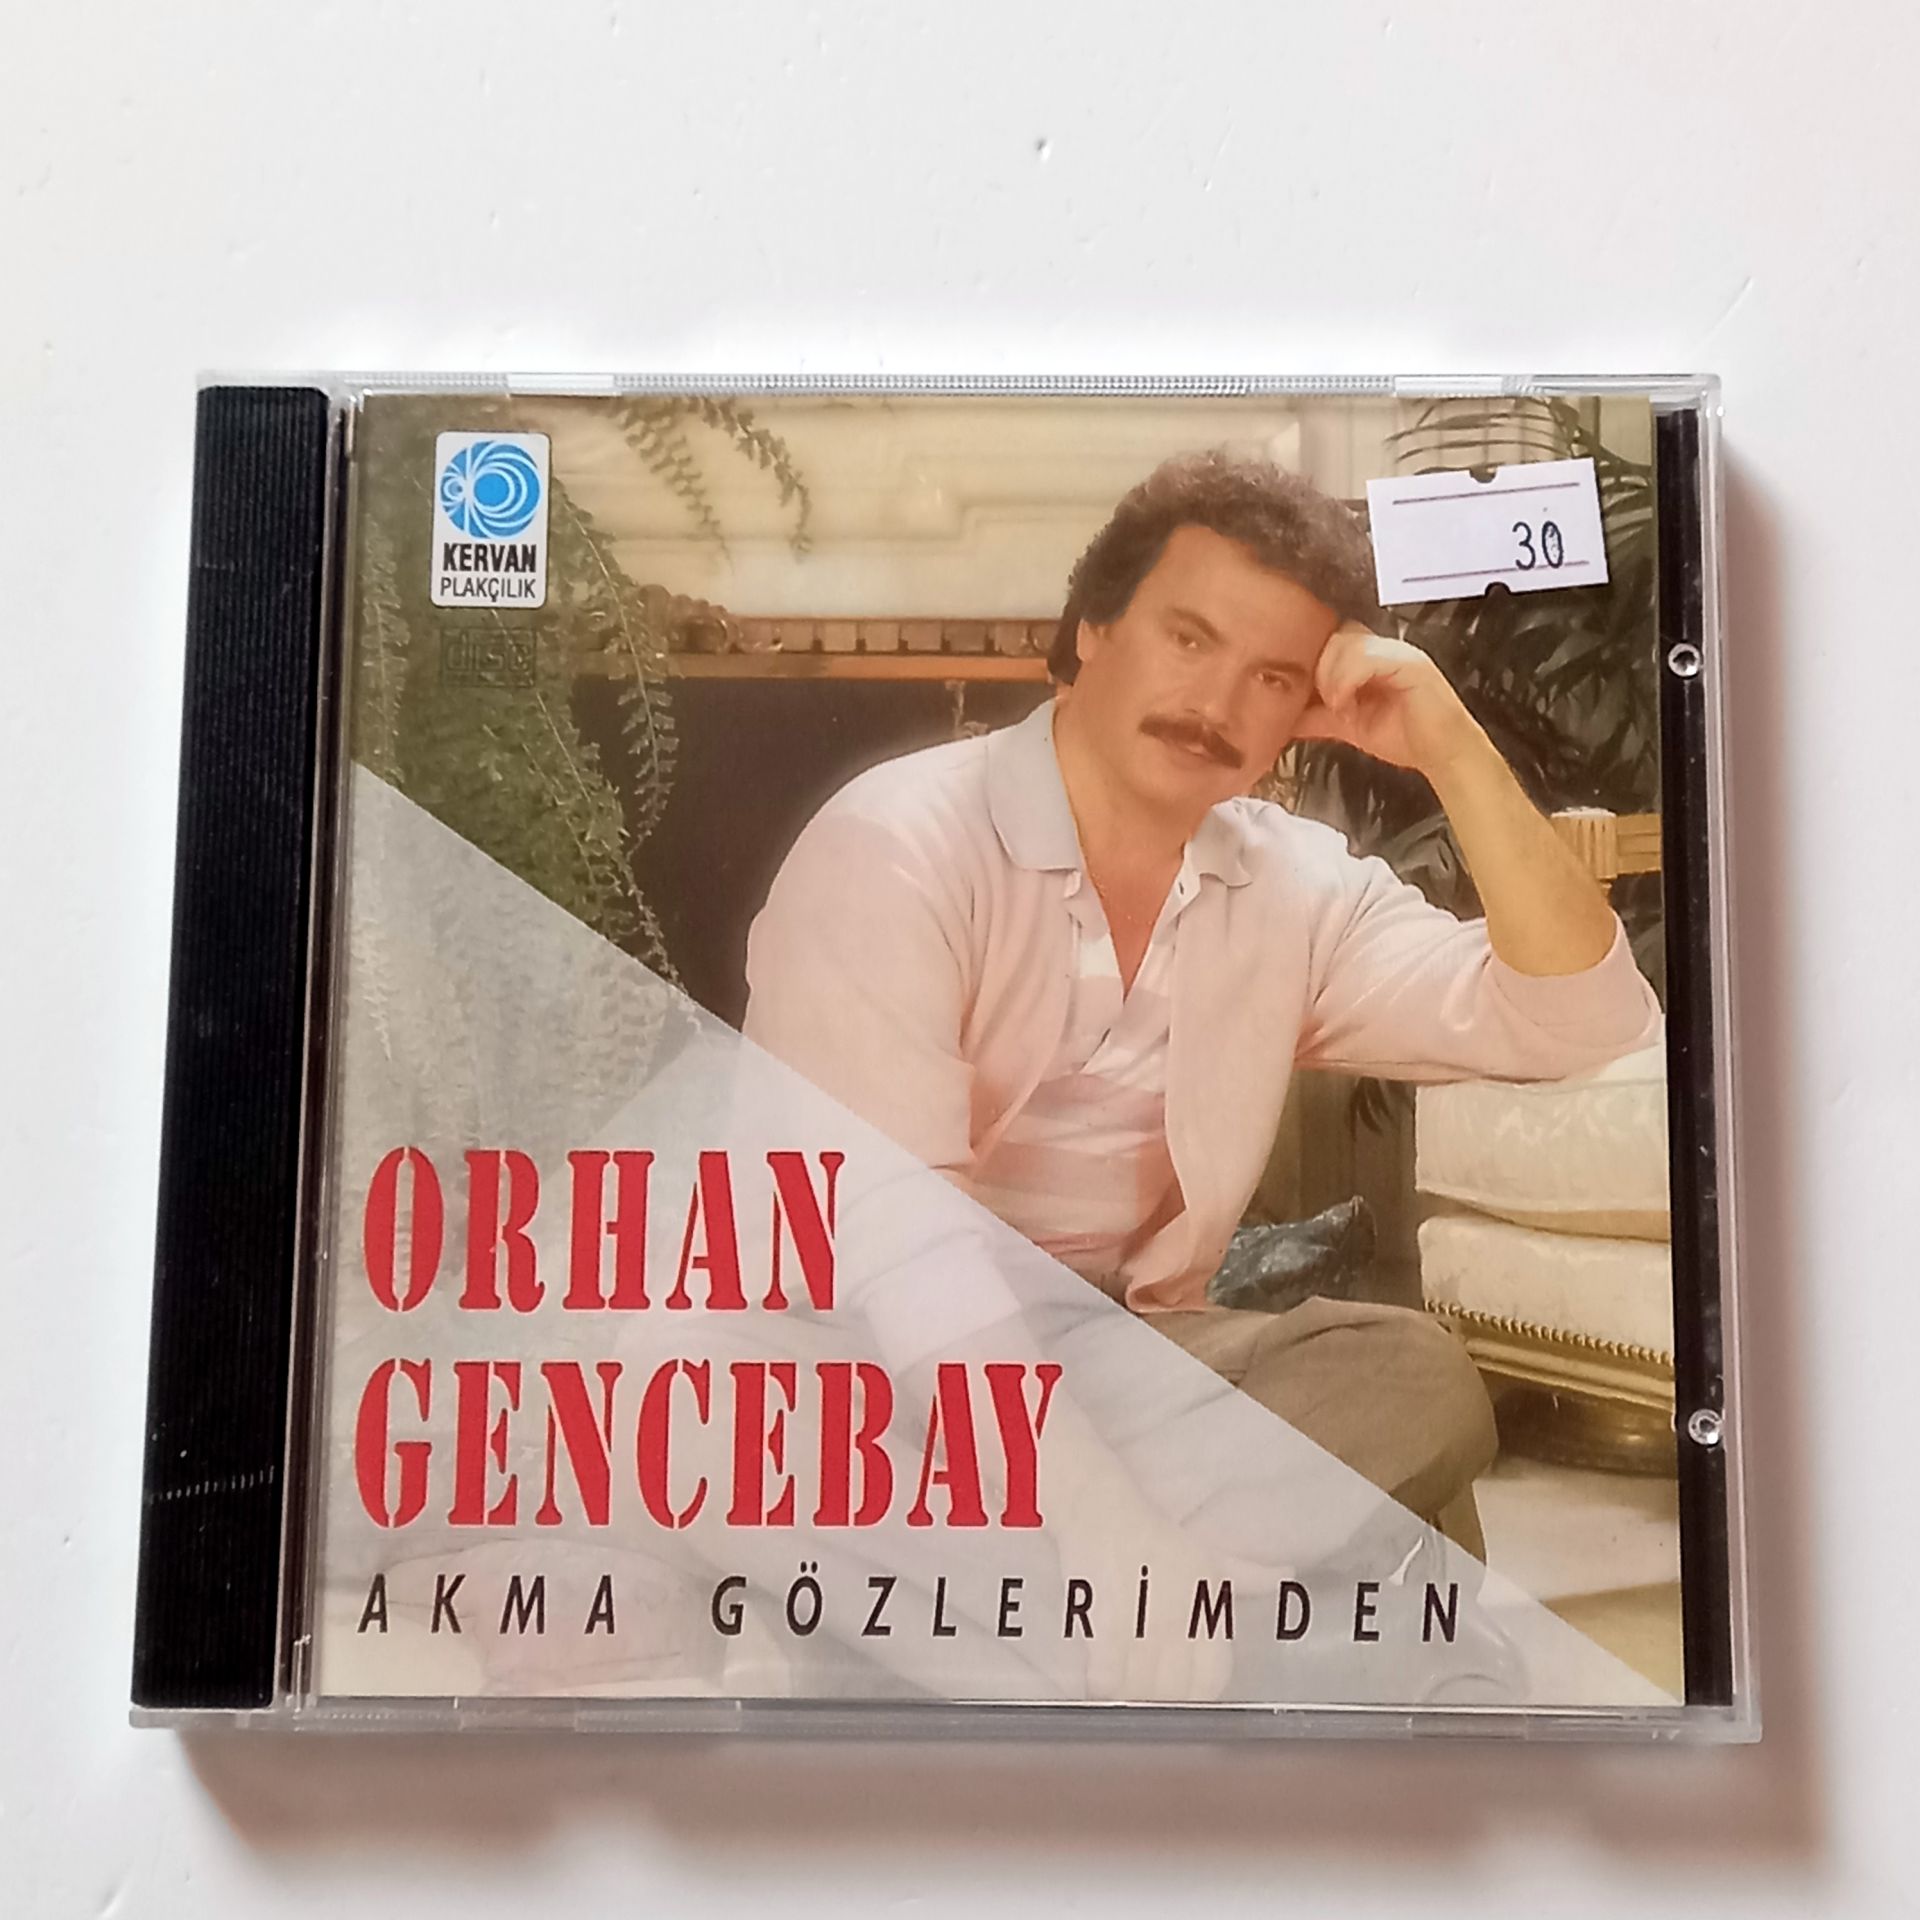 KERVAN
PLAKÇILIK
disc
30
ORHAN
GENCEBAY
AKMA GÖZLERİMDEN